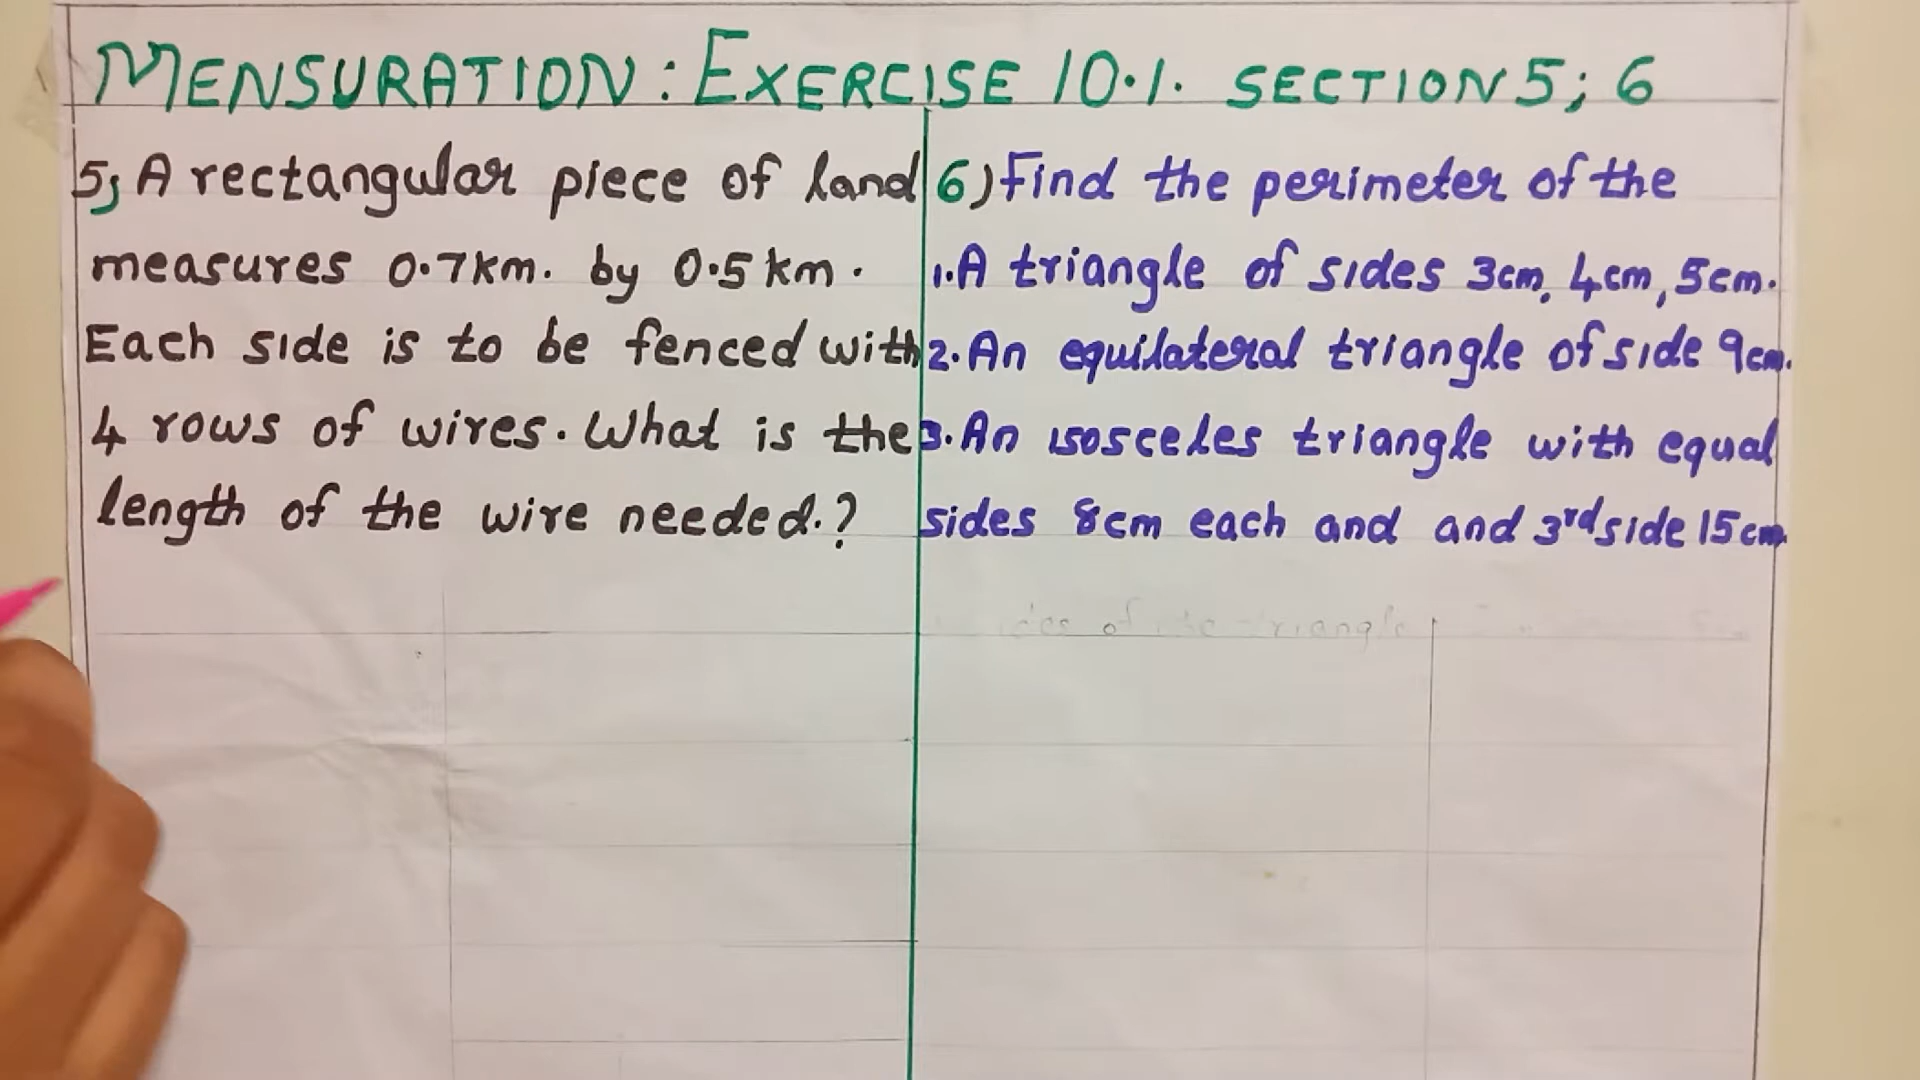 MENSURATION: EXERCISE 10.1. SECTION 5; 6
5; A rectangular piece of land
measures 0.7km. by 0.5 km.
Each side is to be fenced with
4 rows of wires. What is the
length of the wire needed.?
6) Find the perimeter of the
1. A triangle of sides 3cm, 4cm, 5cm.
2. An equilateral triangle of side 9cm.
3. An isosceles triangle with equal
sides 8cm each and and 3rd side 15cm.
of triangle